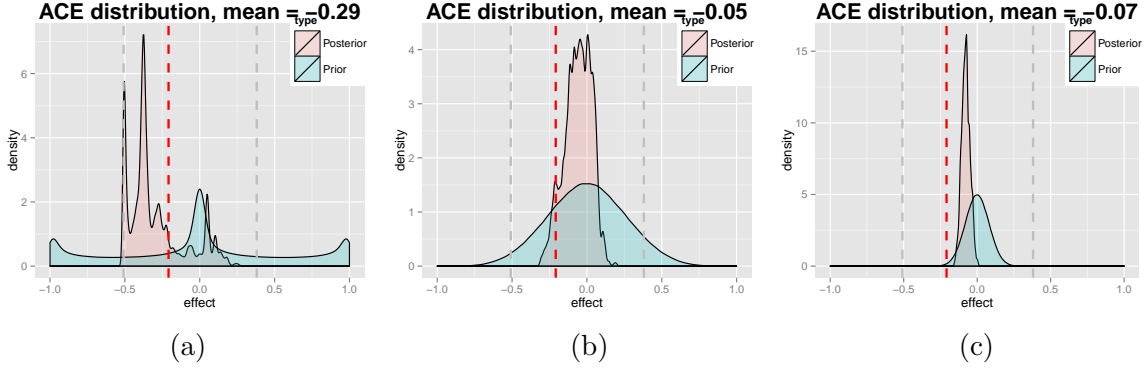 ACE distribution, mean = −0.29
type
Posterior
Prior
density
6
4
2
0
−1.0
−0.5
0.0
0.5
1.0
effect
(a)
ACE distribution, mean = −0.05
type
Posterior
Prior
density
4
3
2
1
0
−1.0
−0.5
0.0
0.5
1.0
effect
(b)
ACE distribution, mean = −0.07
type
Posterior
Prior
density
15
10
5
0
−1.0
−0.5
0.0
0.5
1.0
effect
(c)